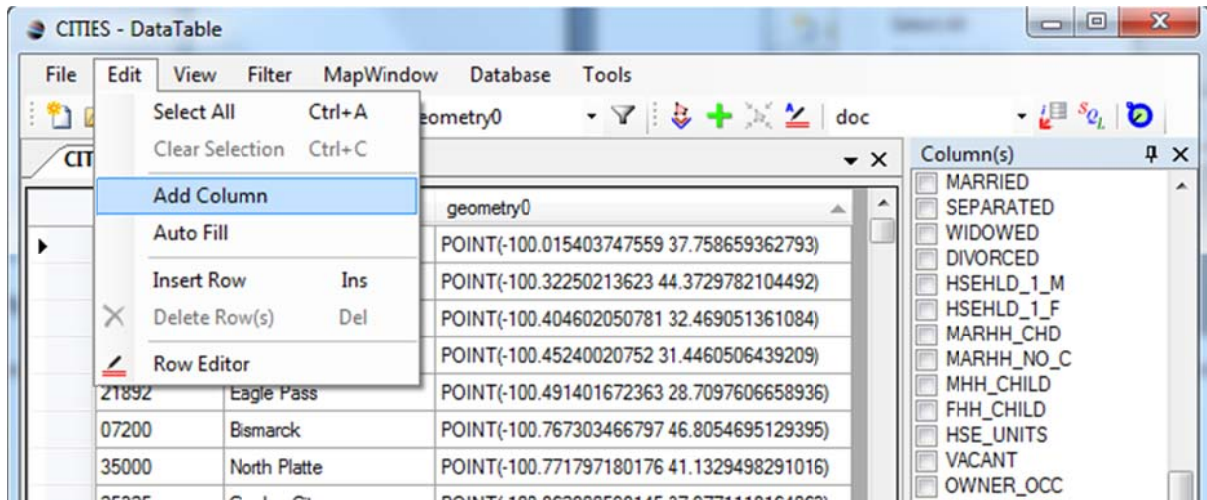 CITIES - DataTable
File Edit View Filter MapWindow Database Tools
eometry0 doc SQL
Select All Ctrl+A
Clear Selection Ctrl+C
Add Column
Auto Fill
Insert Row Ins
Delete Row(s) Del
Row Editor
CIT
geometry0
POINT(-100.015403747559 37.758659362793)
POINT(-100.32250213623 44.3729782104492)
POINT(-100.404602050781 32.469051361084)
POINT(-100.45240020752 31.4460506439209)
21892 Eagle Pass POINT(-100.491401672363 28.7097606658936)
07200 Bismarck POINT(-100.767303466797 46.8054695129395)
35000 North Platte POINT(-100.771797180176 41.1329498291016)
Column(s)
MARRIED
SEPARATED
WIDOWED
DIVORCED
HSEHLD_1_M
HSEHLD_1_F
MARHH_CHD
MARHH_NO_C
MHH_CHILD
FHH_CHILD
HSE_UNITS
VACANT
OWNER_OCC